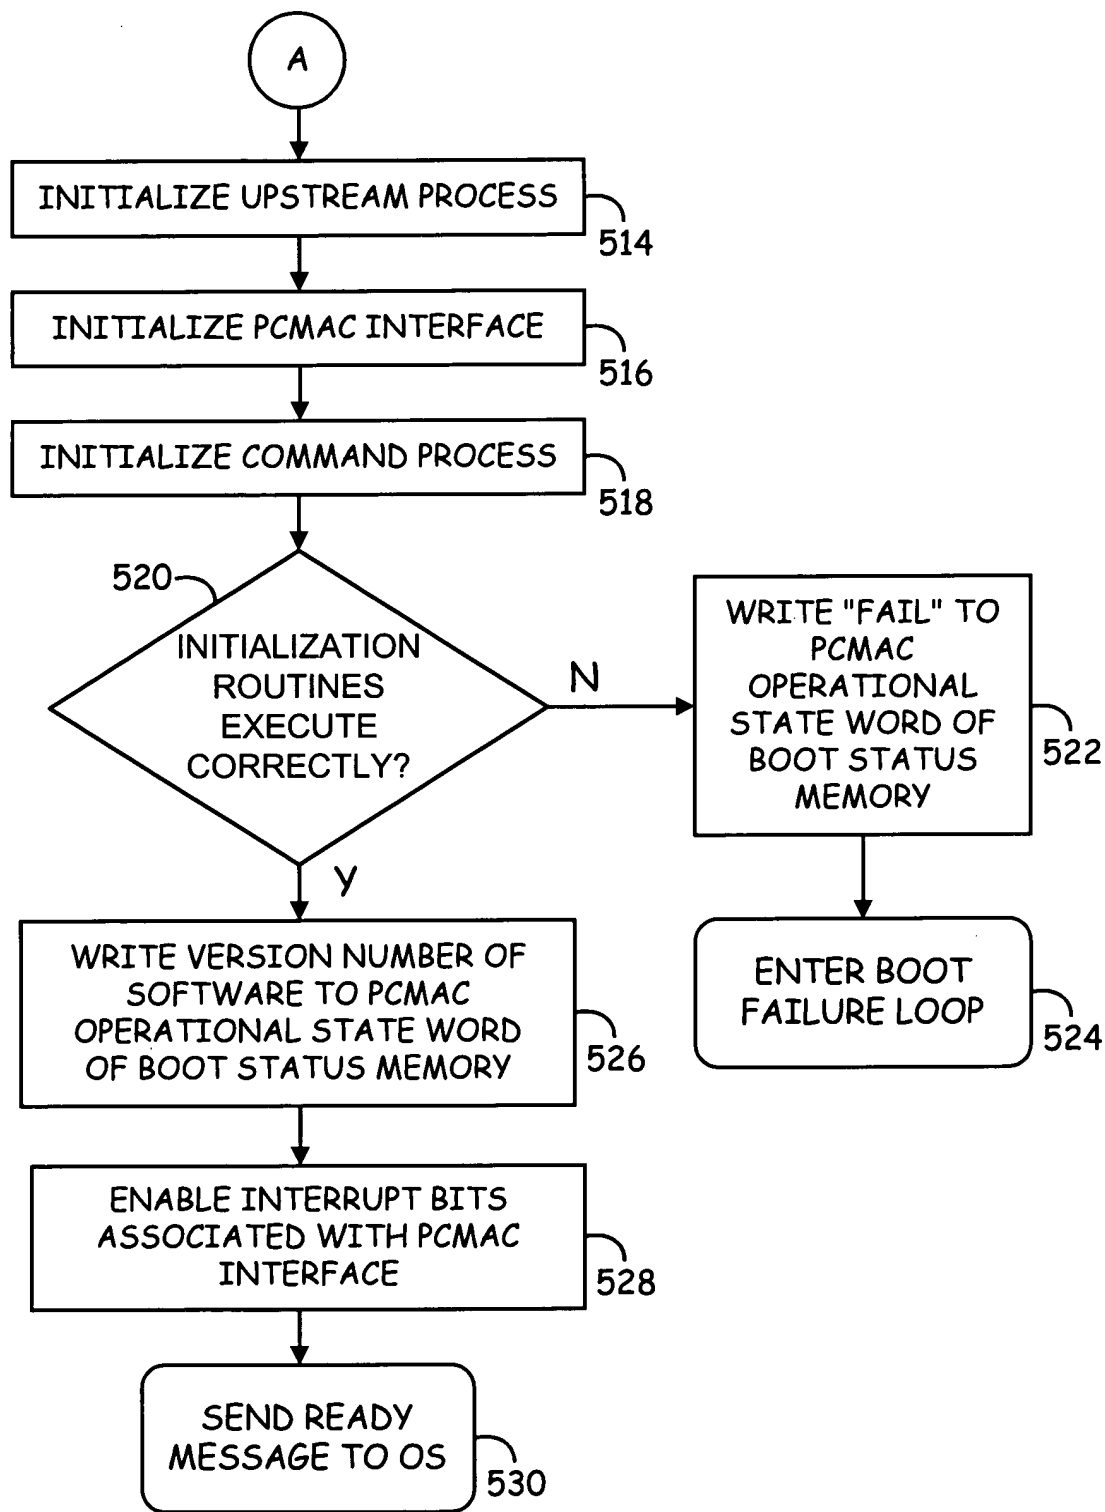 A
INITIALIZE UPSTREAM PROCESS
514
INITIALIZE PCMAC INTERFACE
516
INITIALIZE COMMAND PROCESS
518
520
INITIALIZATION
ROUTINES
EXECUTE
CORRECTLY?
N
WRITE "FAIL" TO
PCMAC
OPERATIONAL
STATE WORD OF
BOOT STATUS
MEMORY
522
ENTER BOOT
FAILURE LOOP
524
Y
WRITE VERSION NUMBER OF
SOFTWARE TO PCMAC
OPERATIONAL STATE WORD
OF BOOT STATUS MEMORY
526
ENABLE INTERRUPT BITS
ASSOCIATED WITH PCMAC
INTERFACE
528
SEND READY
MESSAGE TO OS
530